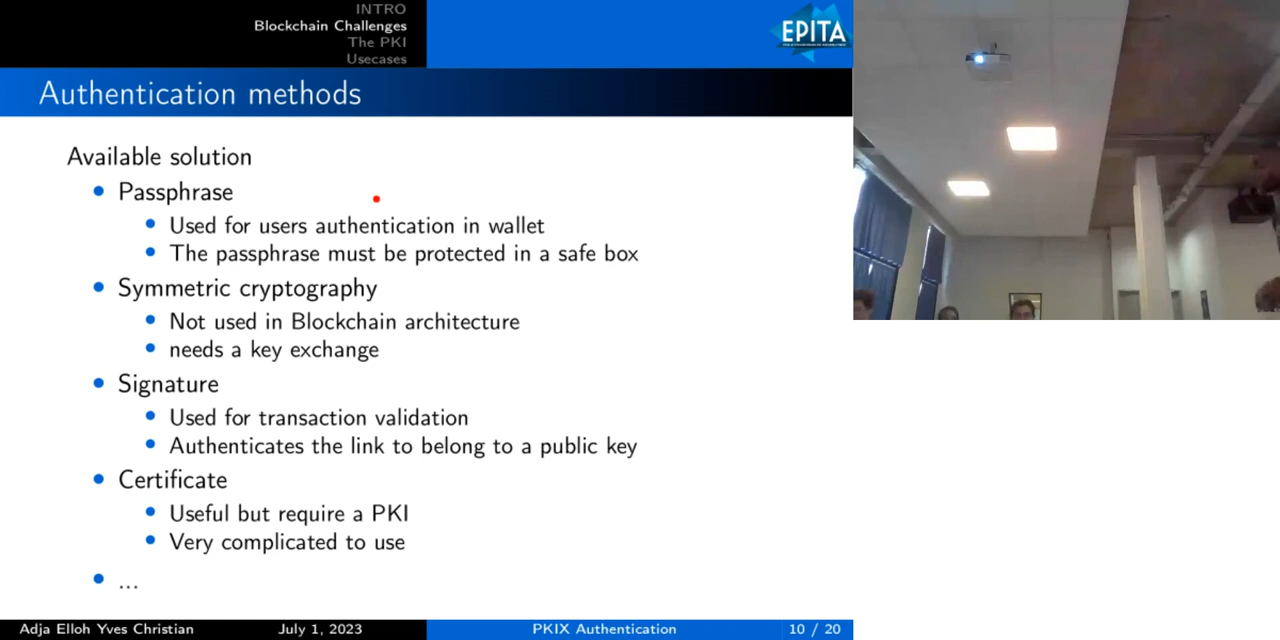 INTRO
Blockchain Challenges
The PKI
Usecases
EPITA
Authentication methods
Available solution
Passphrase
Used for users authentication in wallet
The passphrase must be protected in a safe box
Symmetric cryptography
Not used in Blockchain architecture
needs a key exchange
Signature
Used for transaction validation
Authenticates the link to belong to a public key
Certificate
Useful but require a PKI
Very complicated to use
...
Adja Elloh Yves Christian July 1, 2023 PKIX Authentication 10 / 20